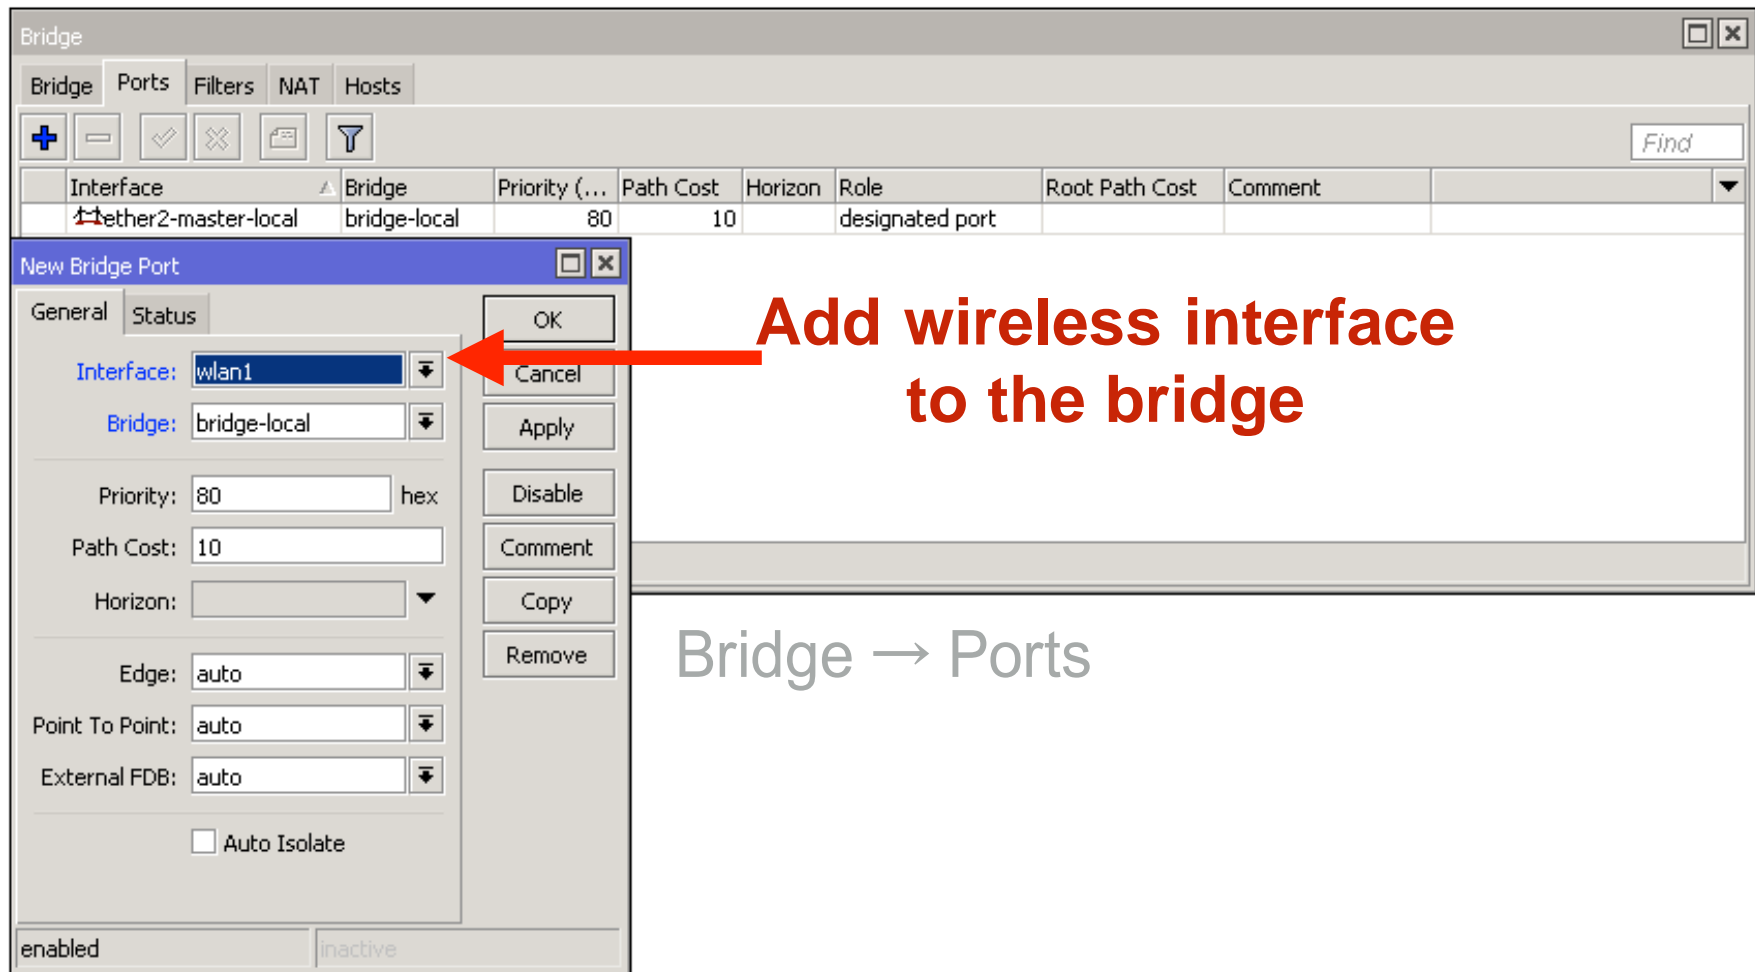 Bridge
Bridge Ports Filters NAT Hosts
Find
Interface Bridge Priority (... Path Cost Horizon Role Root Path Cost Comment
ether2-master-local bridge-local 80 10 designated port
New Bridge Port
General Status
OK
Interface: wlan1
Cancel
Bridge: bridge-local
Apply
Priority: 80 hex
Disable
Path Cost: 10
Comment
Horizon:
Copy
Edge: auto
Remove
Point To Point: auto
External FDB: auto
Auto Isolate
enabled inactive
Add wireless interface
to the bridge
Bridge → Ports